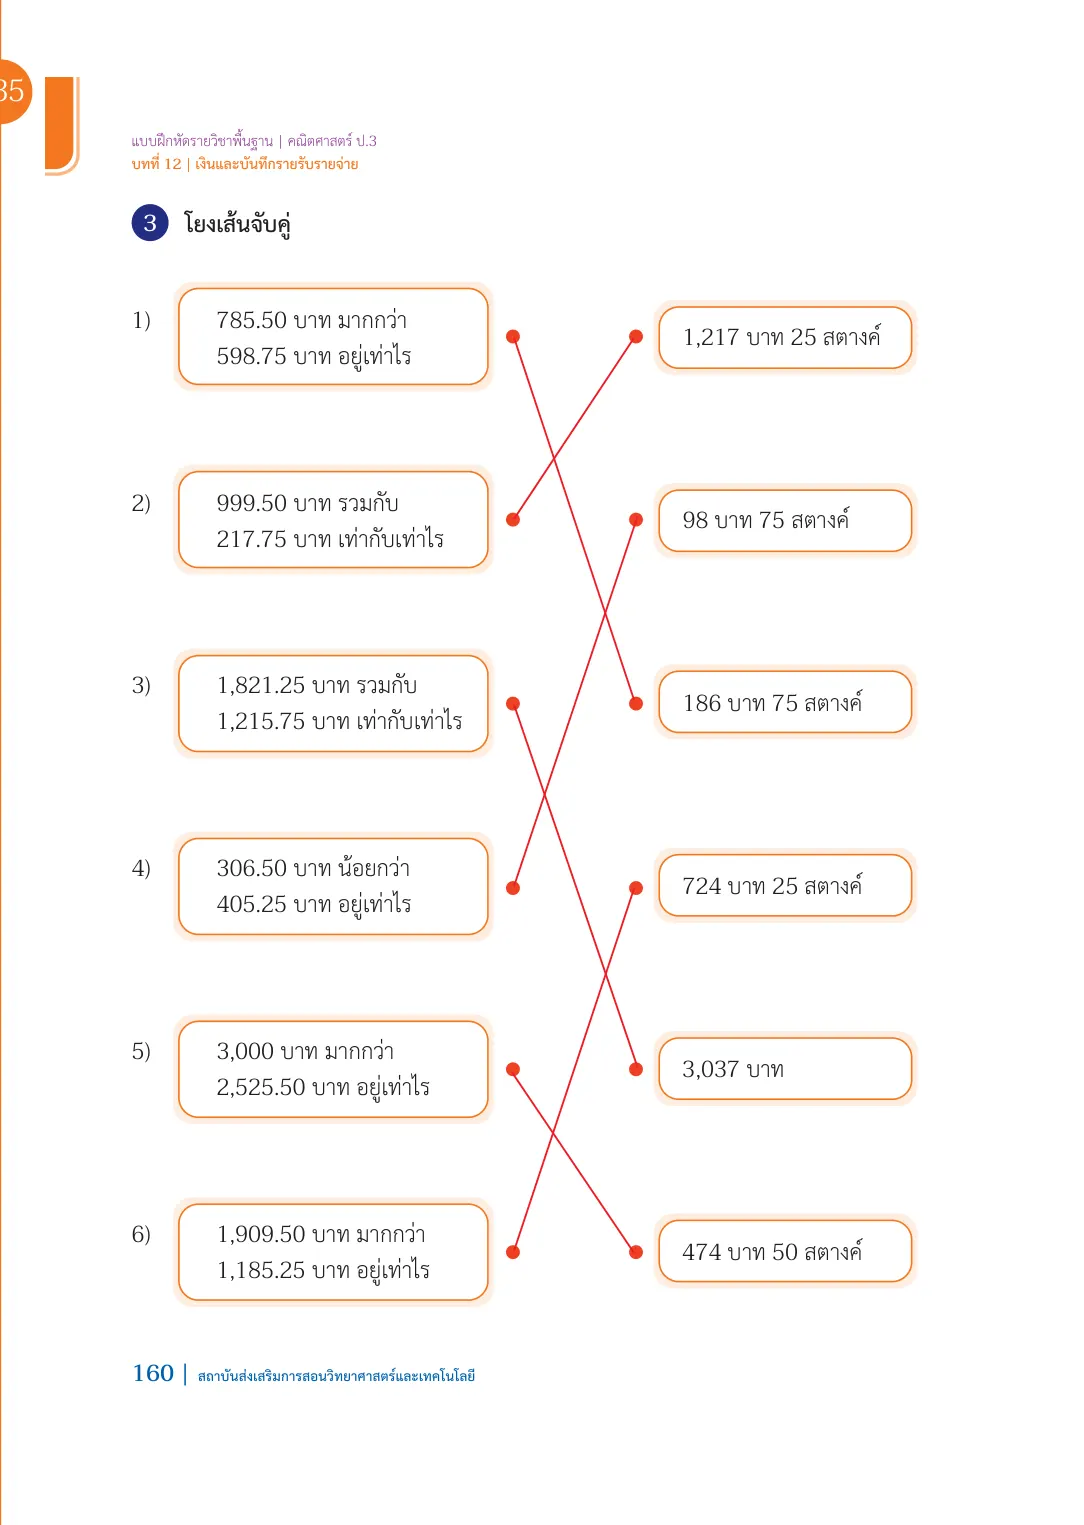 35
แบบฝึกหัดรายวิชาพื้นฐาน | คณิตศาสตร์ ป.3
บทที่ 12 | เงินและบันทึกรายรับรายจ่าย
3 โยงเส้นจับคู่
1) 785.50 บาท มากกว่า
598.75 บาท อยู่เท่าไร
1,217 บาท 25 สตางค์
2) 999.50 บาท รวมกับ
217.75 บาท เท่ากับเท่าไร
98 บาท 75 สตางค์
3) 1,821.25 บาท รวมกับ
1,215.75 บาท เท่ากับเท่าไร
186 บาท 75 สตางค์
4) 306.50 บาท น้อยกว่า
405.25 บาท อยู่เท่าไร
724 บาท 25 สตางค์
5) 3,000 บาท มากกว่า
2,525.50 บาท อยู่เท่าไร
3,037 บาท
6) 1,909.50 บาท มากกว่า
1,185.25 บาท อยู่เท่าไร
474 บาท 50 สตางค์
160 | สถาบันส่งเสริมการสอนวิทยาศาสตร์และเทคโนโลยี